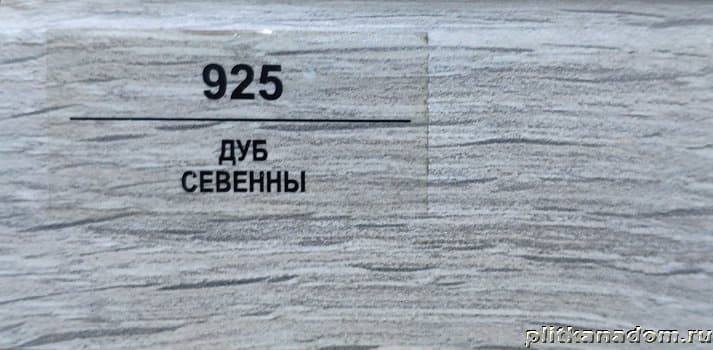 925
ДУБ
СЕВЕННЫ
plitkanadom.ru